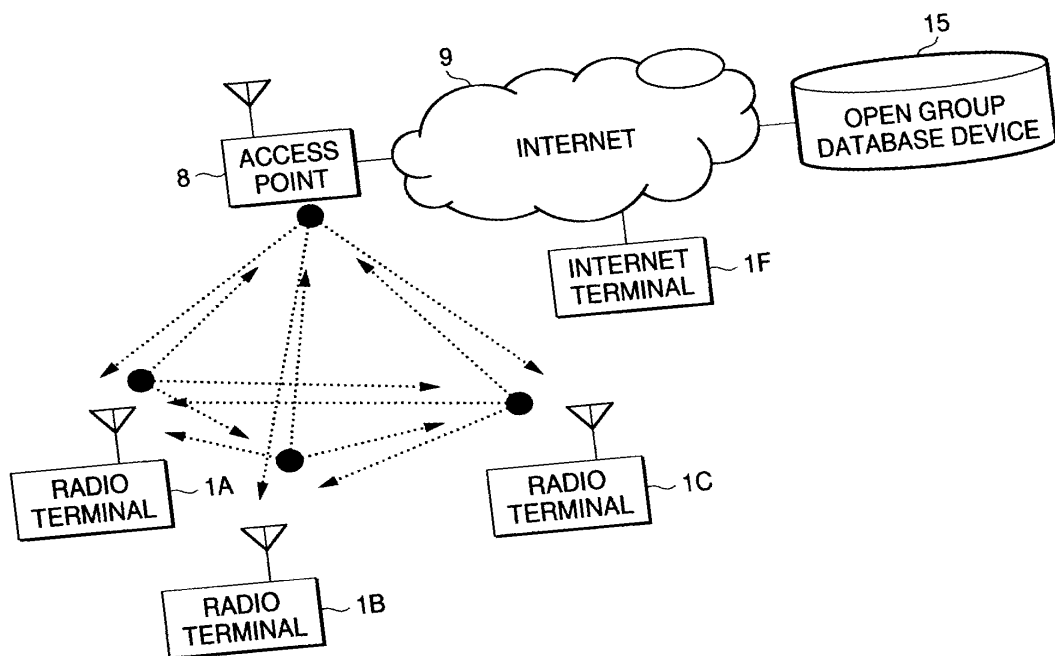 15
9
OPEN GROUP
DATABASE DEVICE
INTERNET
ACCESS
POINT
8
INTERNET
TERMINAL
1F
RADIO
TERMINAL
1A
RADIO
TERMINAL
1C
RADIO
TERMINAL
1B